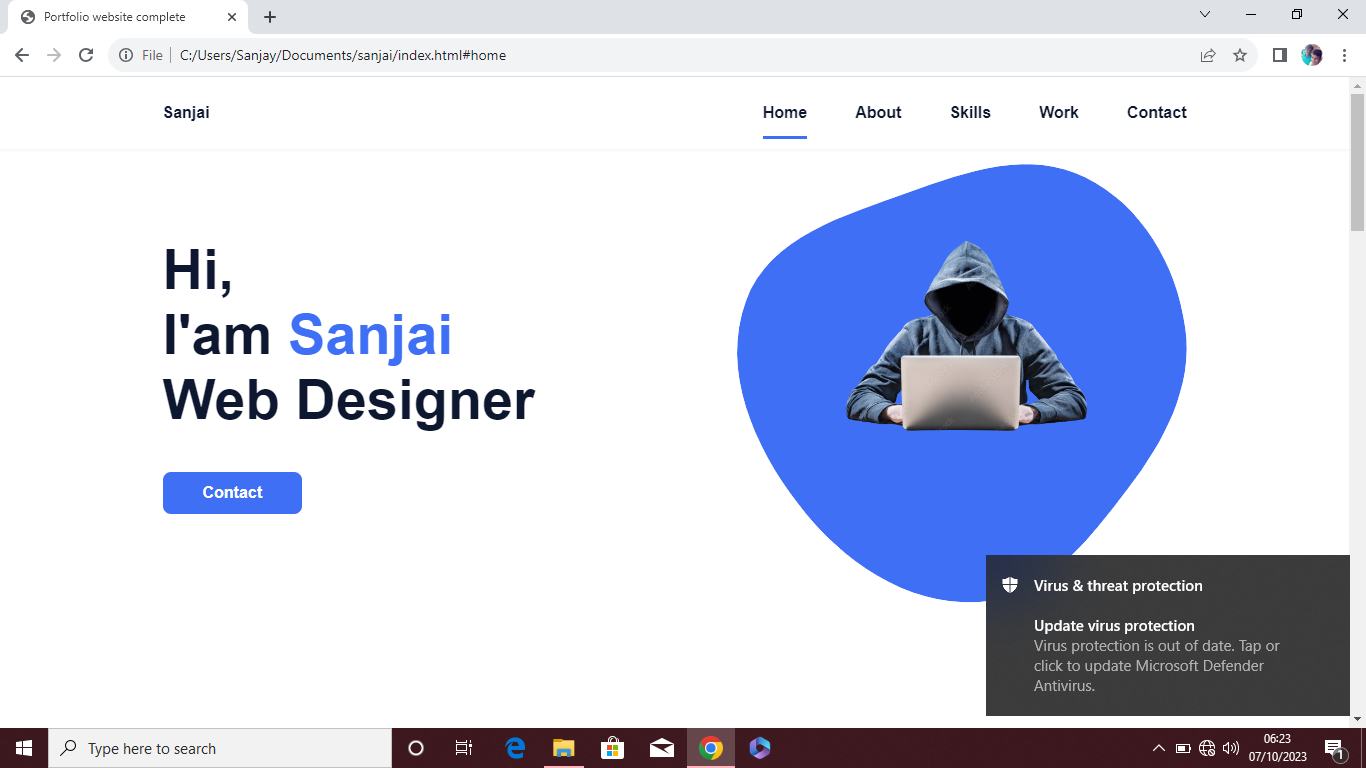 Portfolio website complete
File
C:/Users/Sanjay/Documents/sanjai/index.html#home
Sanjai
Home
About
Skills
Work
Contact
Hi,
I'am Sanjai
Web Designer
Contact
Virus & threat protection
Update virus protection
Virus protection is out of date. Tap or
click to update Microsoft Defender
Antivirus.
Type here to search
06:23
07/10/2023
1